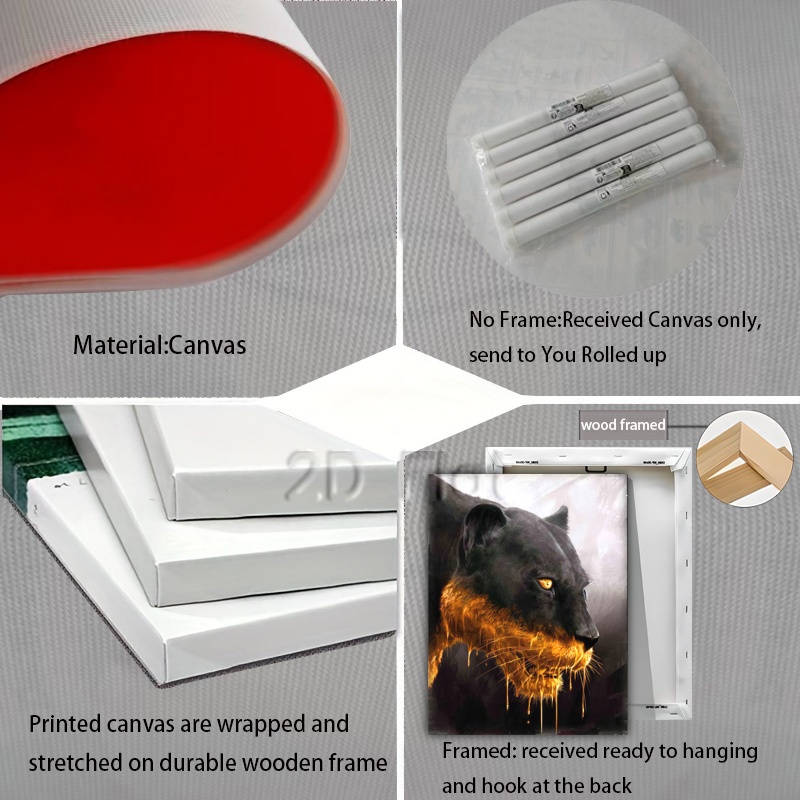 Material:Canvas
No Frame:Received Canvas only,
send to You Rolled up
2D
wood framed
Printed canvas are wrapped and
stretched on durable wooden frame
Framed: received ready to hanging
and hook at the back